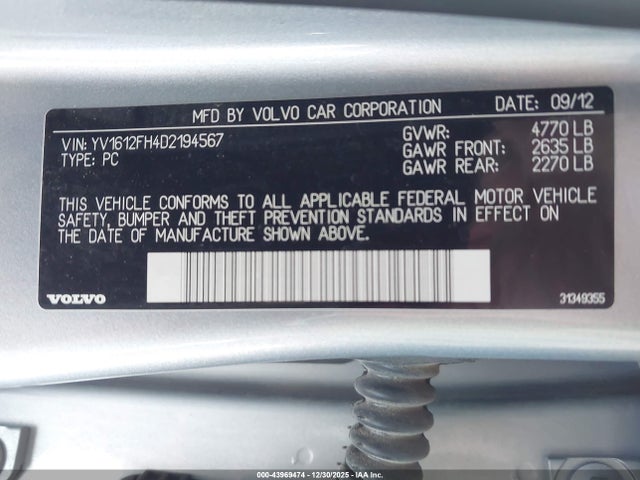 MFD BY VOLVO CAR CORPORATION DATE: 09/12
VIN: YV1612FH4D2194567 GVWR: 4770 LB
TYPE: PC GAWR FRONT: 2635 LB
GAWR REAR: 2270 LB
THIS VEHICLE CONFORMS TO ALL APPLICABLE FEDERAL MOTOR VEHICLE
SAFETY, BUMPER AND THEFT PREVENTION STANDARDS IN EFFECT ON
THE DATE OF MANUFACTURE SHOWN ABOVE.
VOLVO 31349355
000-43969474 - 12/30/2025 - IAA Inc.